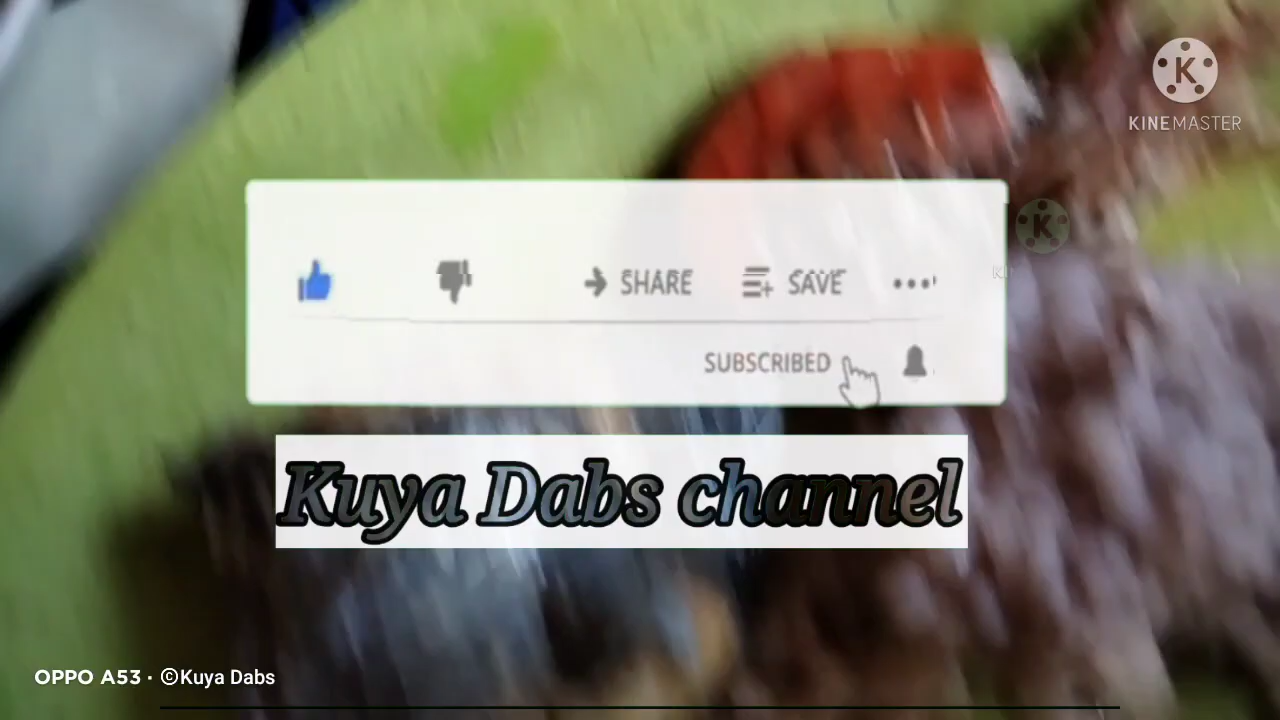 KINEMASTER
SHARE
SAVE
SUBSCRIBED
Kuya Dabs channel
OPPO A53 · ©Kuya Dabs